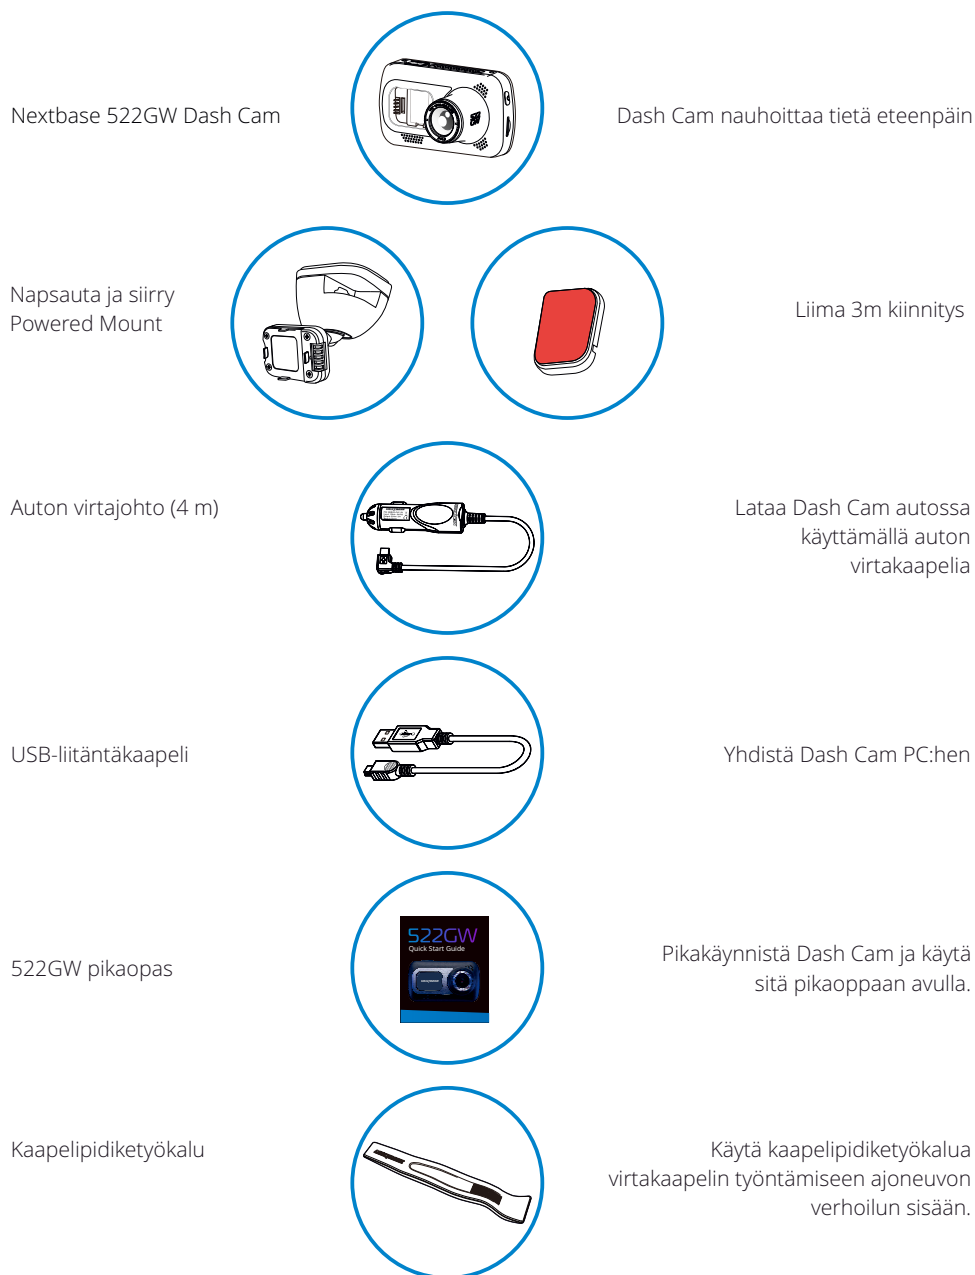 Nextbase 522GW Dash Cam
Dash Cam nauhoittaa tietä eteenpäin
Napsauta ja siirry
Powered Mount
Liima 3m kiinnitys
Auton virtajohto (4 m)
Lataa Dash Cam autossa
käyttämällä auton
virtakaapelia
USB-liitäntäkaapeli
Yhdistä Dash Cam PC:hen
522GW
Quick Start Guide
522GW pikaopas
Pikakäynnistä Dash Cam ja käytä
sitä pikaoppaan avulla.
Kaapelipidiketyökalu
Käytä kaapelipidiketyökalua
virtakaapelin työntämiseen ajoneuvon
verhoilun sisään.